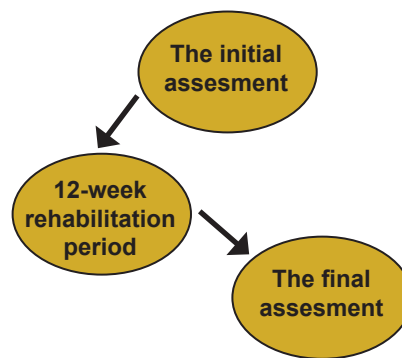 The initial
assesment
12-week
rehabilitation
period
The final
assesment